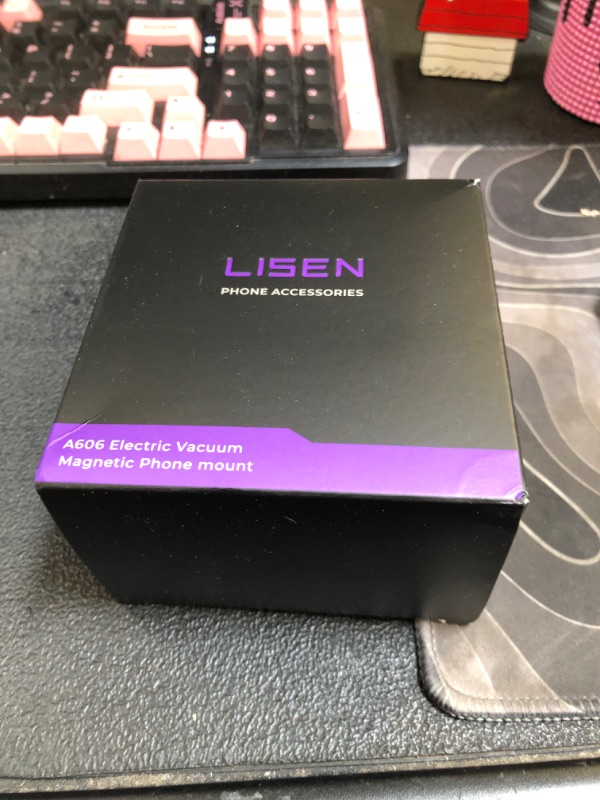 LISEN
PHONE ACCESSORIES
A606 Electric Vacuum
Magnetic Phone mount